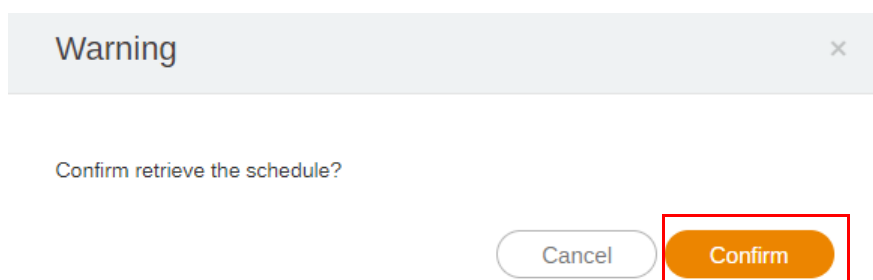 Warning ×
Confirm retrieve the schedule?
Cancel Confirm